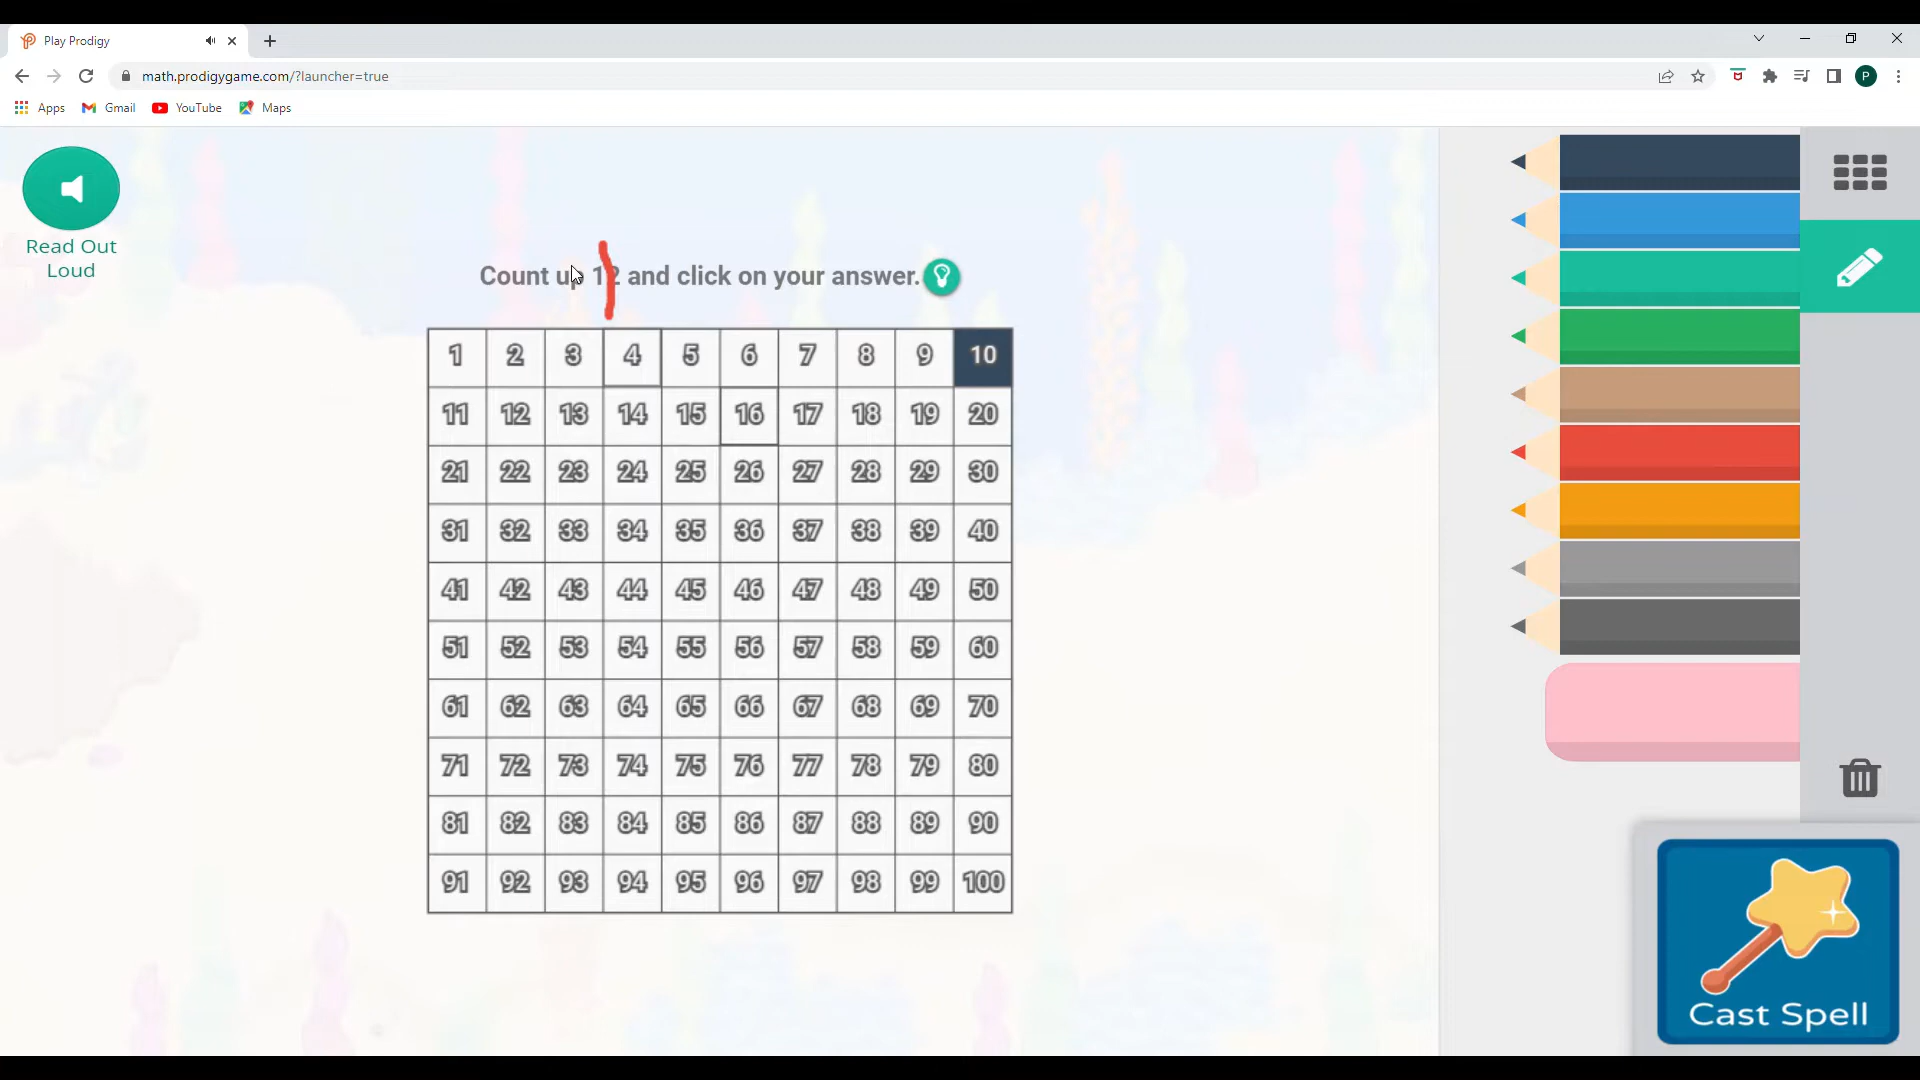 Play Prodigy
math.prodigygame.com/?launcher=true
P
Apps
Gmail
YouTube
Maps
Read Out
Loud
Count up 12 and click on your answer.
1 2 3 4 5 6 7 8 9 10
11 12 13 14 15 16 17 18 19 20
21 22 23 24 25 26 27 28 29 30
31 32 33 34 35 36 37 38 39 40
41 42 43 44 45 46 47 48 49 50
51 52 53 54 55 56 57 58 59 60
61 62 63 64 65 66 67 68 69 70
71 72 73 74 75 76 77 78 79 80
81 82 83 84 85 86 87 88 89 90
91 92 93 94 95 96 97 98 99 100
Cast Spell